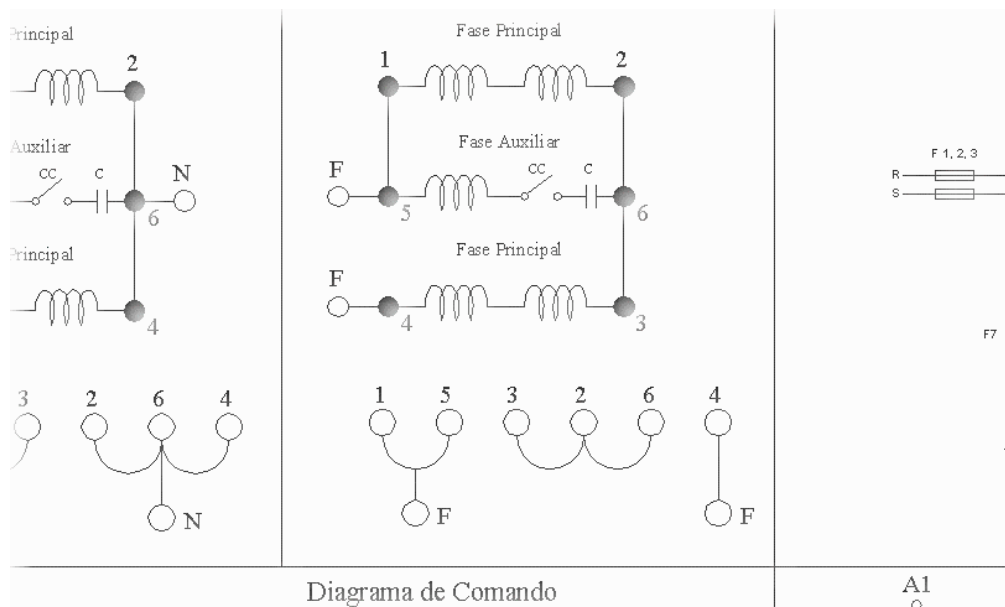 Principal
2
Auxiliar
CC
C
N
6
Principal
4
3
2
6
4
N
Fase Principal
1
2
Fase Auxiliar
F
CC
C
5
6
Fase Principal
F
4
3
1
5
3
2
6
4
F
F
F 1, 2, 3
R
S
F7
Diagrama de Comando
A1